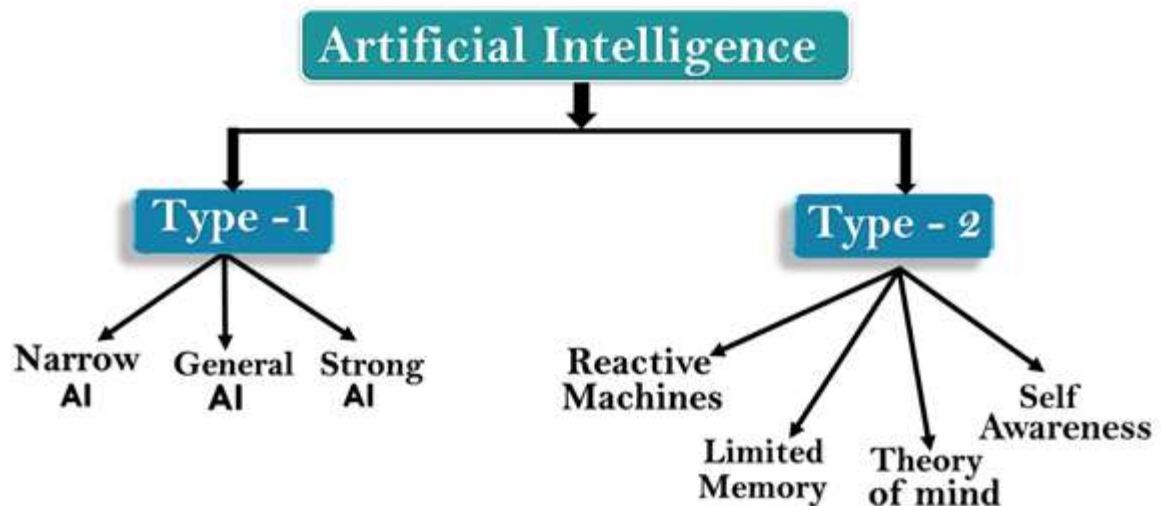 Artificial Intelligence
Type -1
Type - 2
Narrow
AI
General
AI
Strong
AI
Reactive
Machines
Limited
Memory
Theory
of mind
Self
Awareness